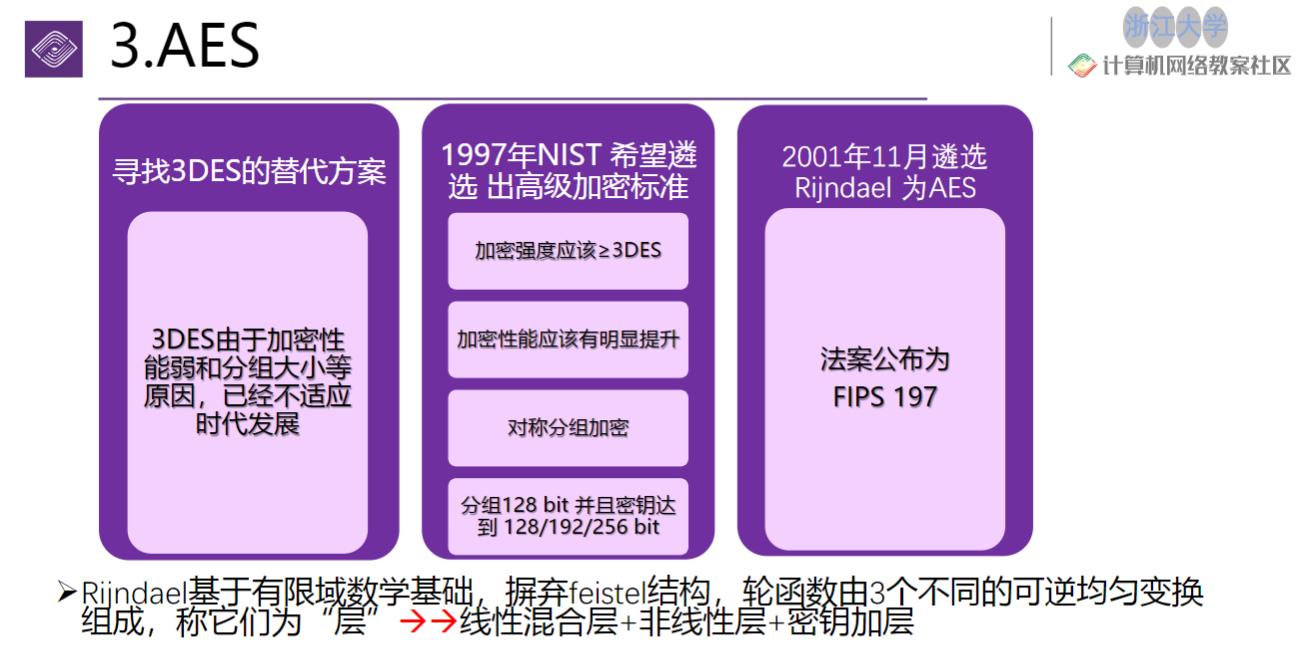 3.AES
浙江大学
计算机网络教案社区
寻找3DES的替代方案
3DES由于加密性
能弱和分组大小等
原因，已经不适应
时代发展
1997年NIST 希望遴
选 出高级加密标准
加密强度应该≥3DES
加密性能应该有明显提升
对称分组加密
分组128 bit 并且密钥达
到 128/192/256 bit
2001年11月遴选
Rijndael 为AES
法案公布为
FIPS 197
➢Rijndael基于有限域数学基础，摒弃feistel结构，轮函数由3个不同的可逆均匀变换
组成，称它们为“层”→→线性混合层+非线性层+密钥加层